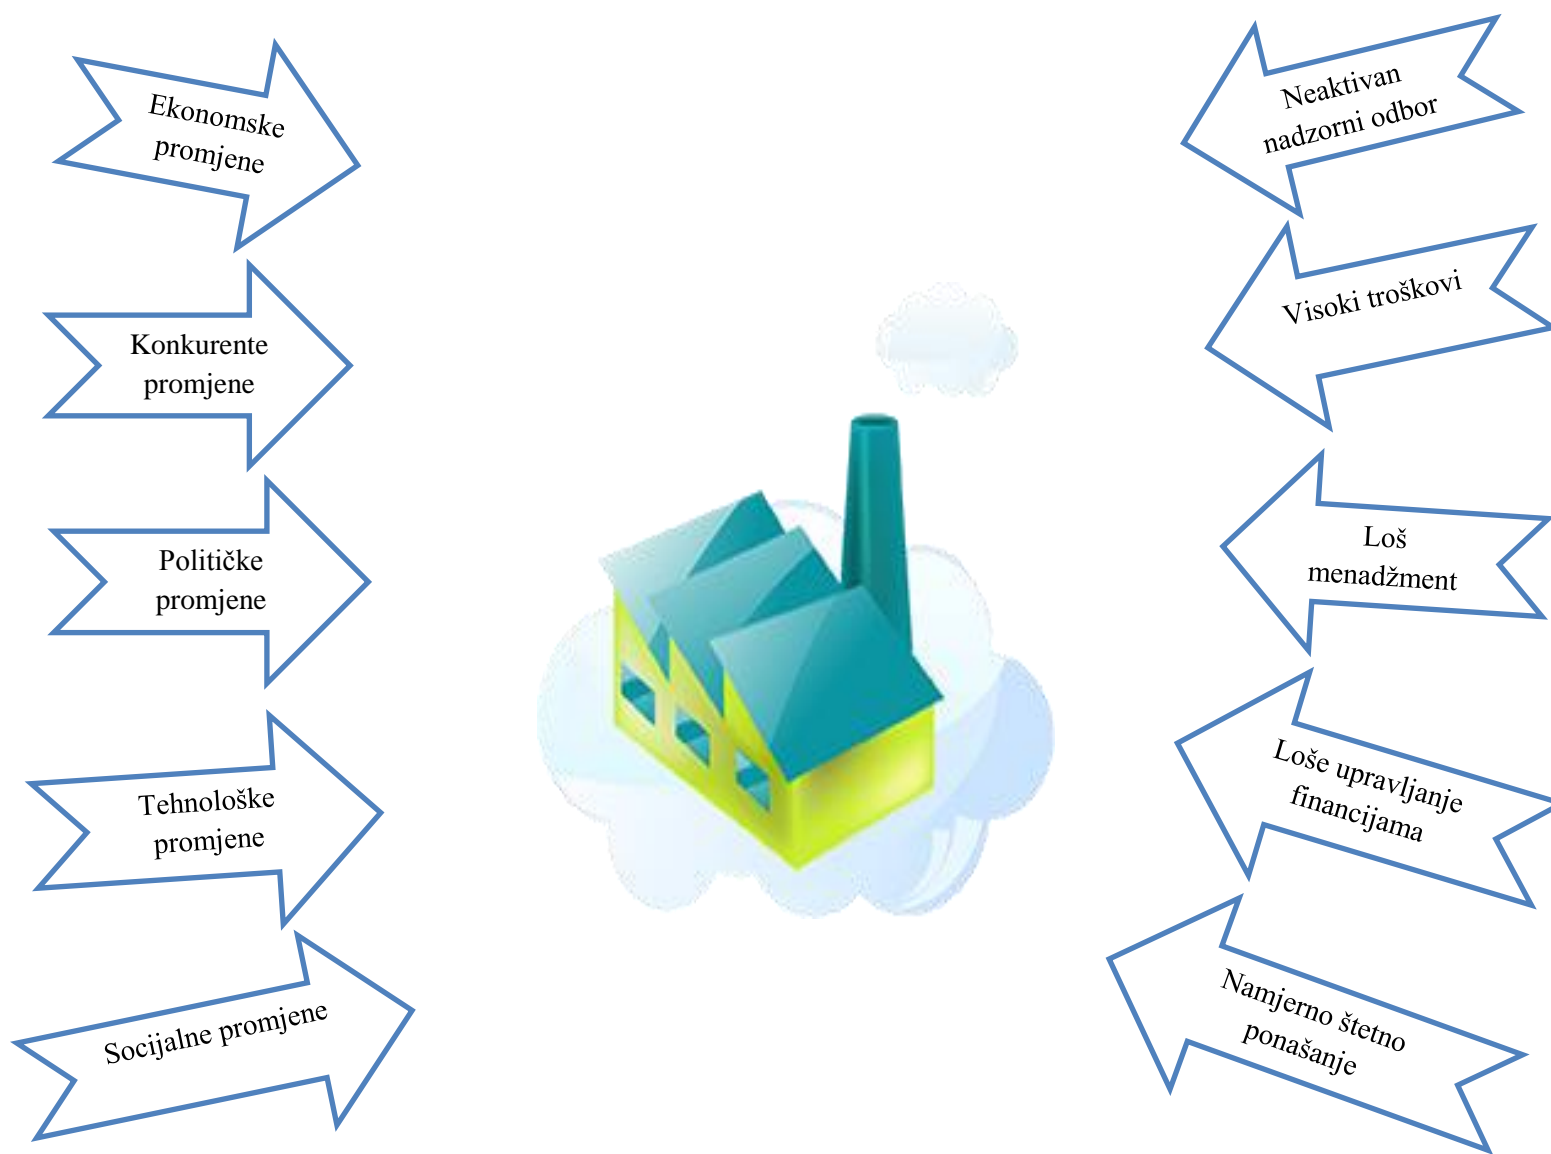 Ekonomske
promjene
Konkurente
promjene
Političke
promjene
Tehnološke
promjene
Socijalne promjene
Neaktivan
nadzorni odbor
Visoki troškovi
Loš
menadžment
Loše upravljanje
financijama
Namjerno štetno
ponašanje